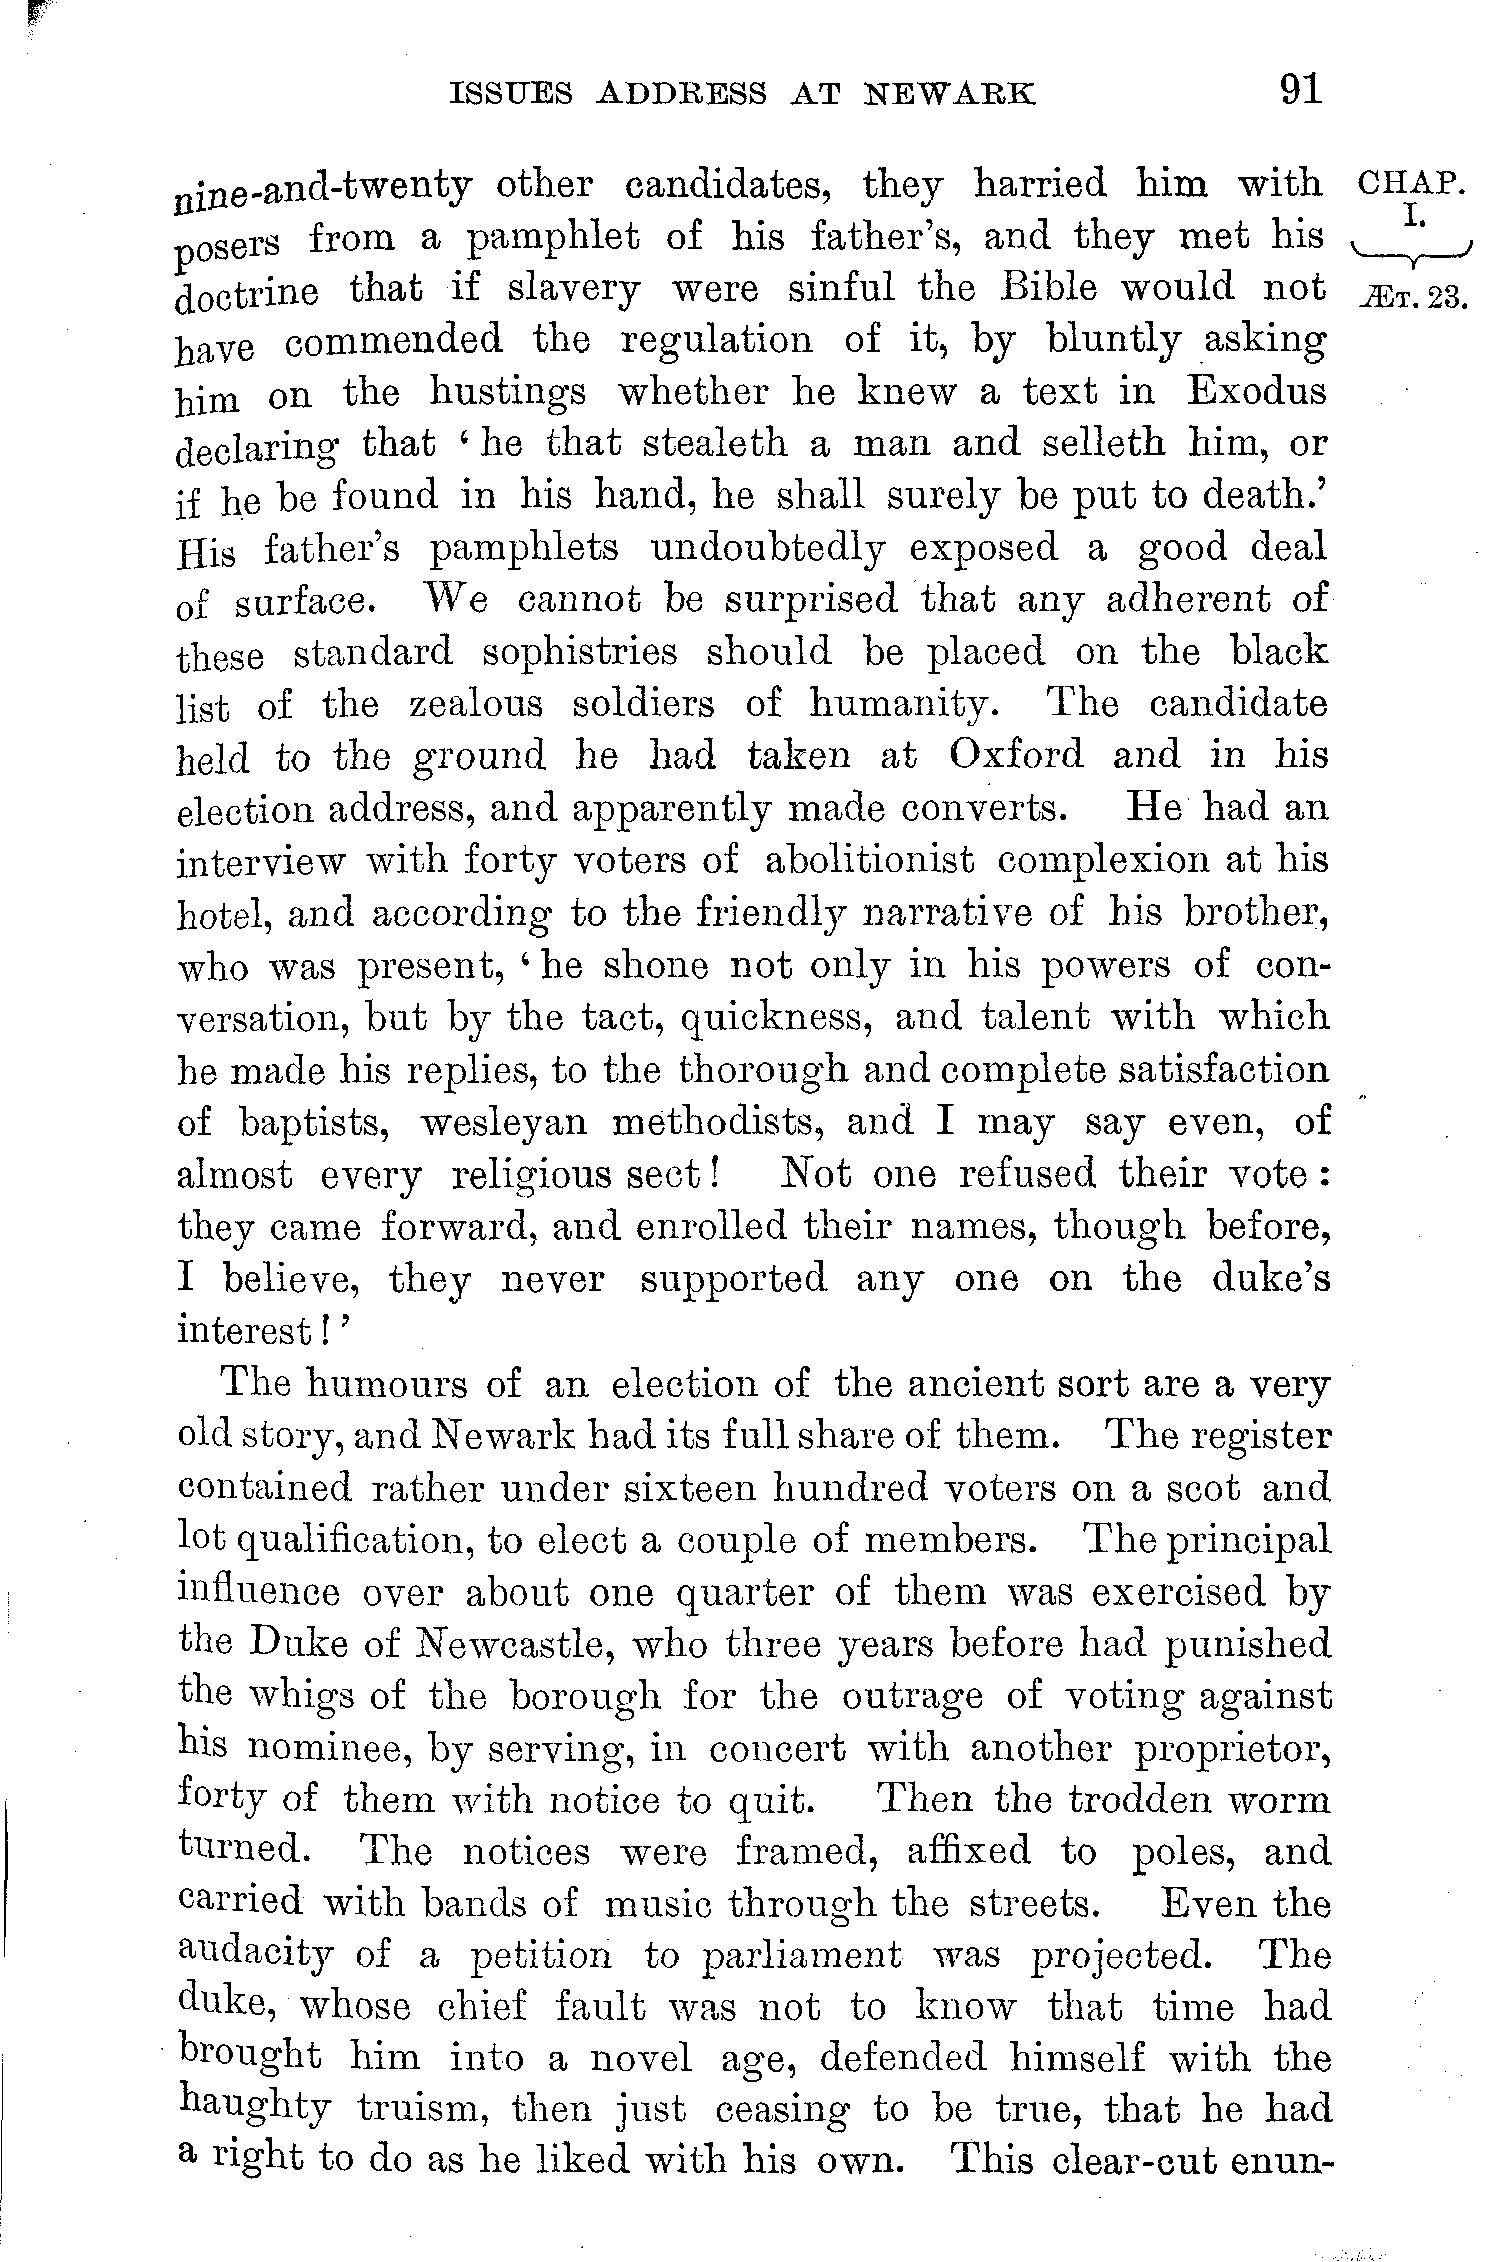 ISSUES ADDRESS AT NEWARK 91
nine-and-twenty other candidates, they harried him with
posers from a pamphlet of his father's, and they met his
doctrine that if slavery were sinful the Bible would not
have commended the regulation of it, by bluntly asking
him on the hustings whether he knew a text in Exodus
declaring that ‘he that stealeth a man and selleth him, or
if he be found in his hand, he shall surely be put to death.’
His father's pamphlets undoubtedly exposed a good deal
of surface. We cannot be surprised that any adherent of
these standard sophistries should be placed on the black
list of the zealous soldiers of humanity. The candidate
held to the ground he had taken at Oxford and in his
election address, and apparently made converts. He had an
interview with forty voters of abolitionist complexion at his
hotel, and according to the friendly narrative of his brother,
who was present, ‘he shone not only in his powers of con-
versation, but by the tact, quickness, and talent with which
he made his replies, to the thorough and complete satisfaction
of baptists, wesleyan methodists, and I may say even, of
almost every religious sect! Not one refused their vote:
they came forward, and enrolled their names, though before,
I believe, they never supported any one on the duke's
interest!’
The humours of an election of the ancient sort are a very
old story, and Newark had its full share of them. The register
contained rather under sixteen hundred voters on a scot and
lot qualification, to elect a couple of members. The principal
influence over about one quarter of them was exercised by
the Duke of Newcastle, who three years before had punished
the whigs of the borough for the outrage of voting against
his nominee, by serving, in concert with another proprietor,
forty of them with notice to quit. Then the trodden worm
turned. The notices were framed, affixed to poles, and
carried with bands of music through the streets. Even the
audacity of a petition to parliament was projected. The
duke, whose chief fault was not to know that time had
brought him into a novel age, defended himself with the
haughty truism, then just ceasing to be true, that he had
a right to do as he liked with his own. This clear-cut enun-
CHAP.
I.
ÆT. 23.